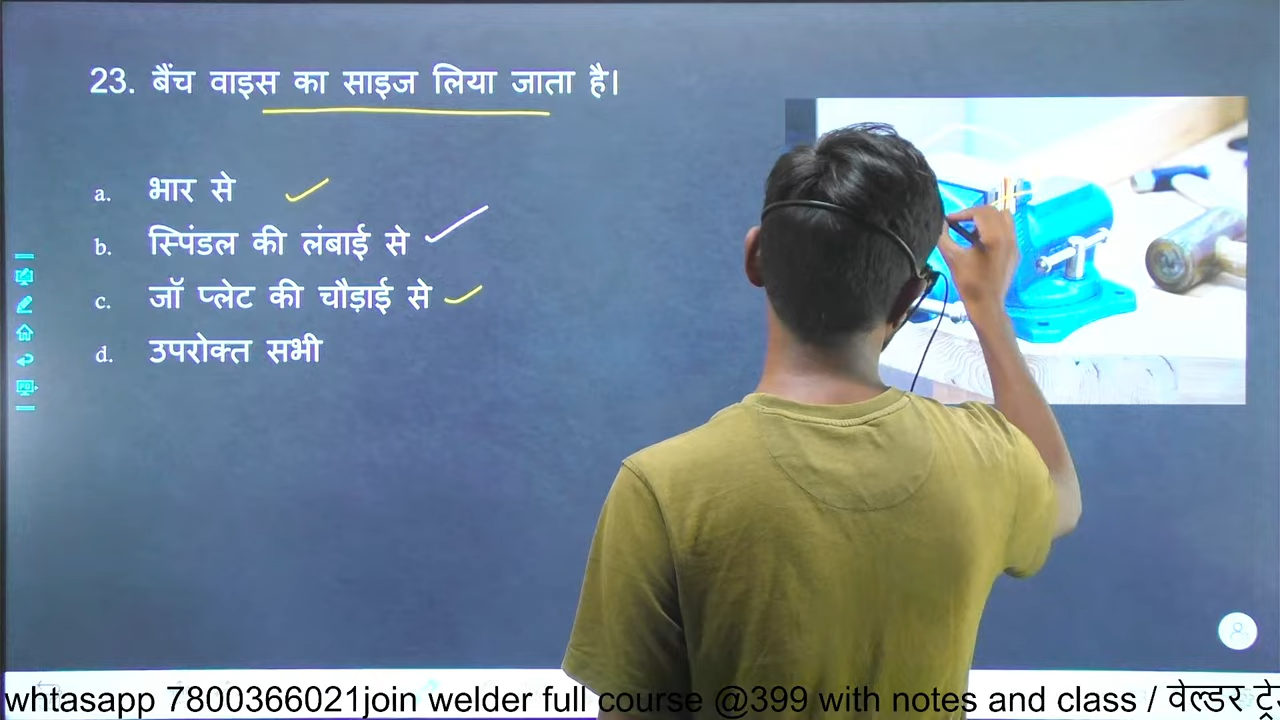 23. बैंच वाइस का साइज लिया जाता है।
a. भार से
b. स्पिंडल की लंबाई से
c. जॉ प्लेट की चौड़ाई से
d. उपरोक्त सभी
whtasapp 7800366021join welder full course @399 with notes and class / वेल्डर ट्रे